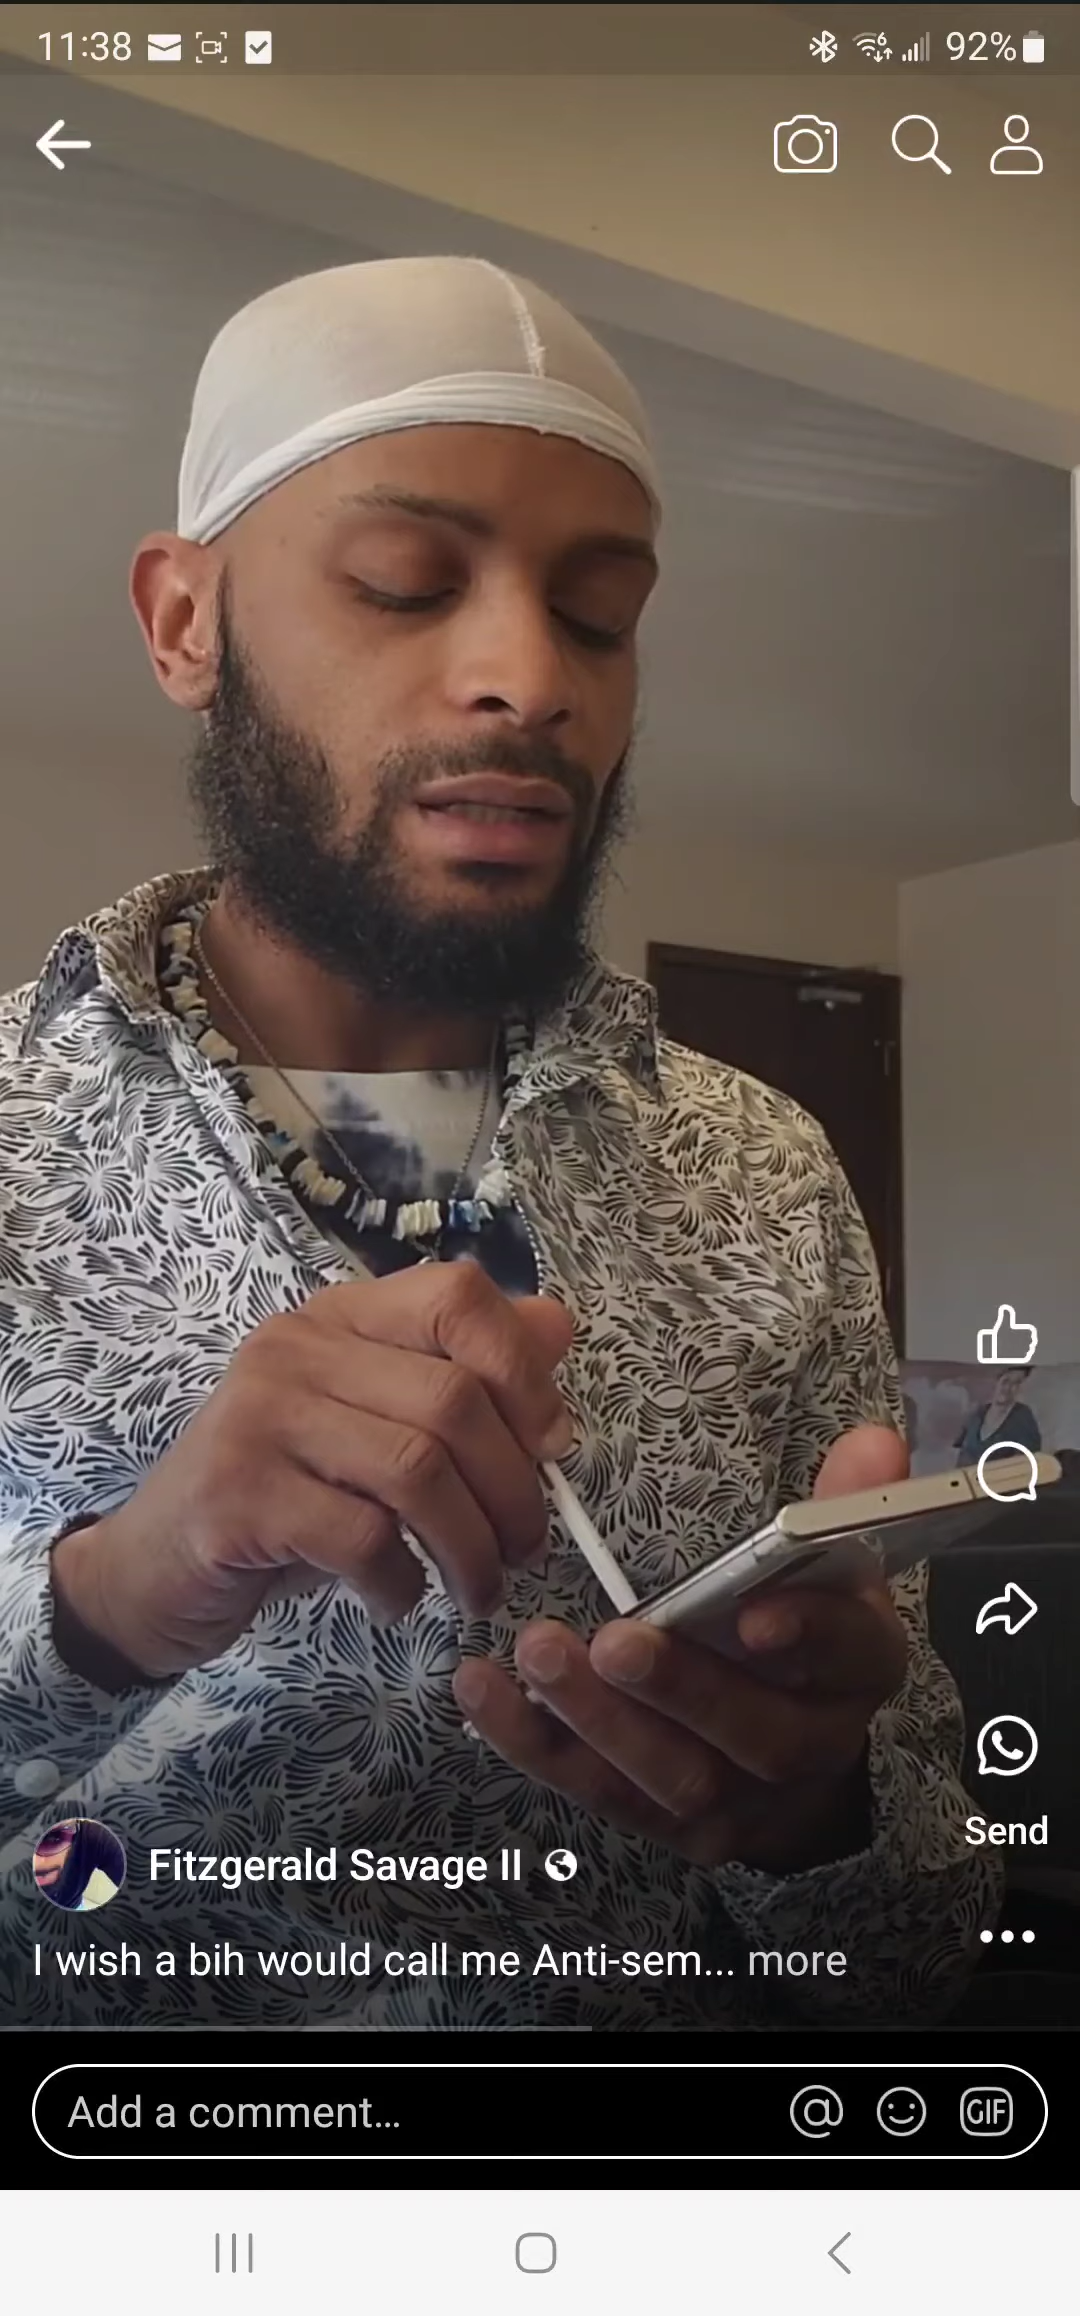 11:38 92%
Send
Fitzgerald Savage II
I wish a bih would call me Anti-sem... more
Add a comment...
GIF